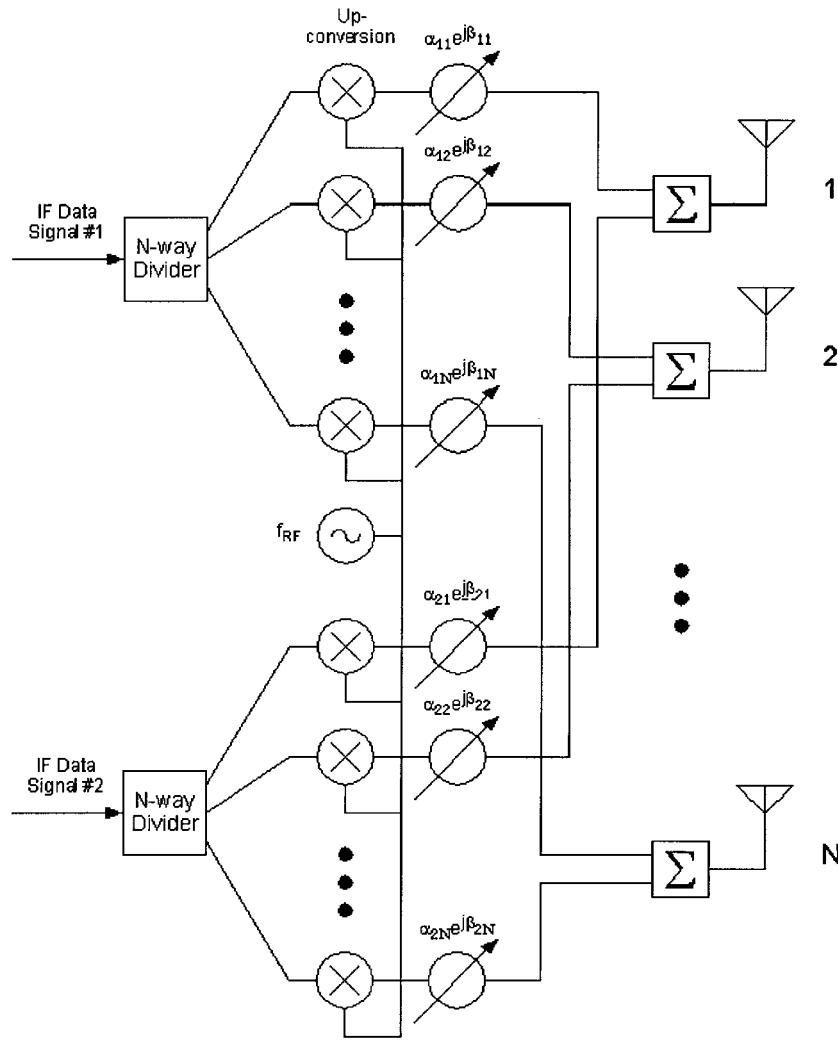 Up-
conversion
α₁₁eʲᵝ¹¹
α₁₂eʲᵝ¹²
1
IF Data
Signal #1
N-way
Divider
Σ
Σ
2
α₁ₙeʲᵝ¹ᴺ
f_RF
α₂₁eʲᵝ²¹
α₂₂eʲᵝ²²
IF Data
Signal #2
N-way
Divider
Σ
N
α₂ₙeʲᵝ²ᴺ